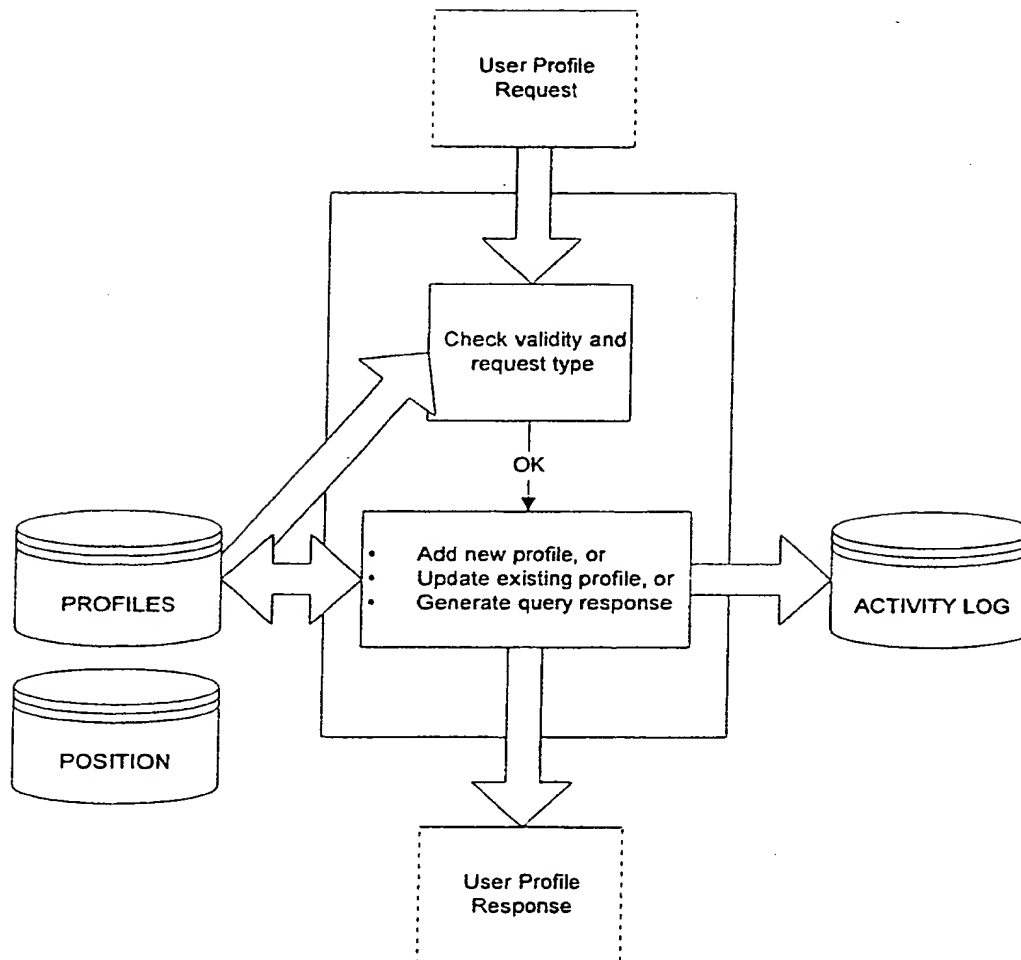 User Profile
Request
Check validity and
request type
OK
• Add new profile, or
• Update existing profile, or
• Generate query response
PROFILES
ACTIVITY LOG
POSITION
User Profile
Response